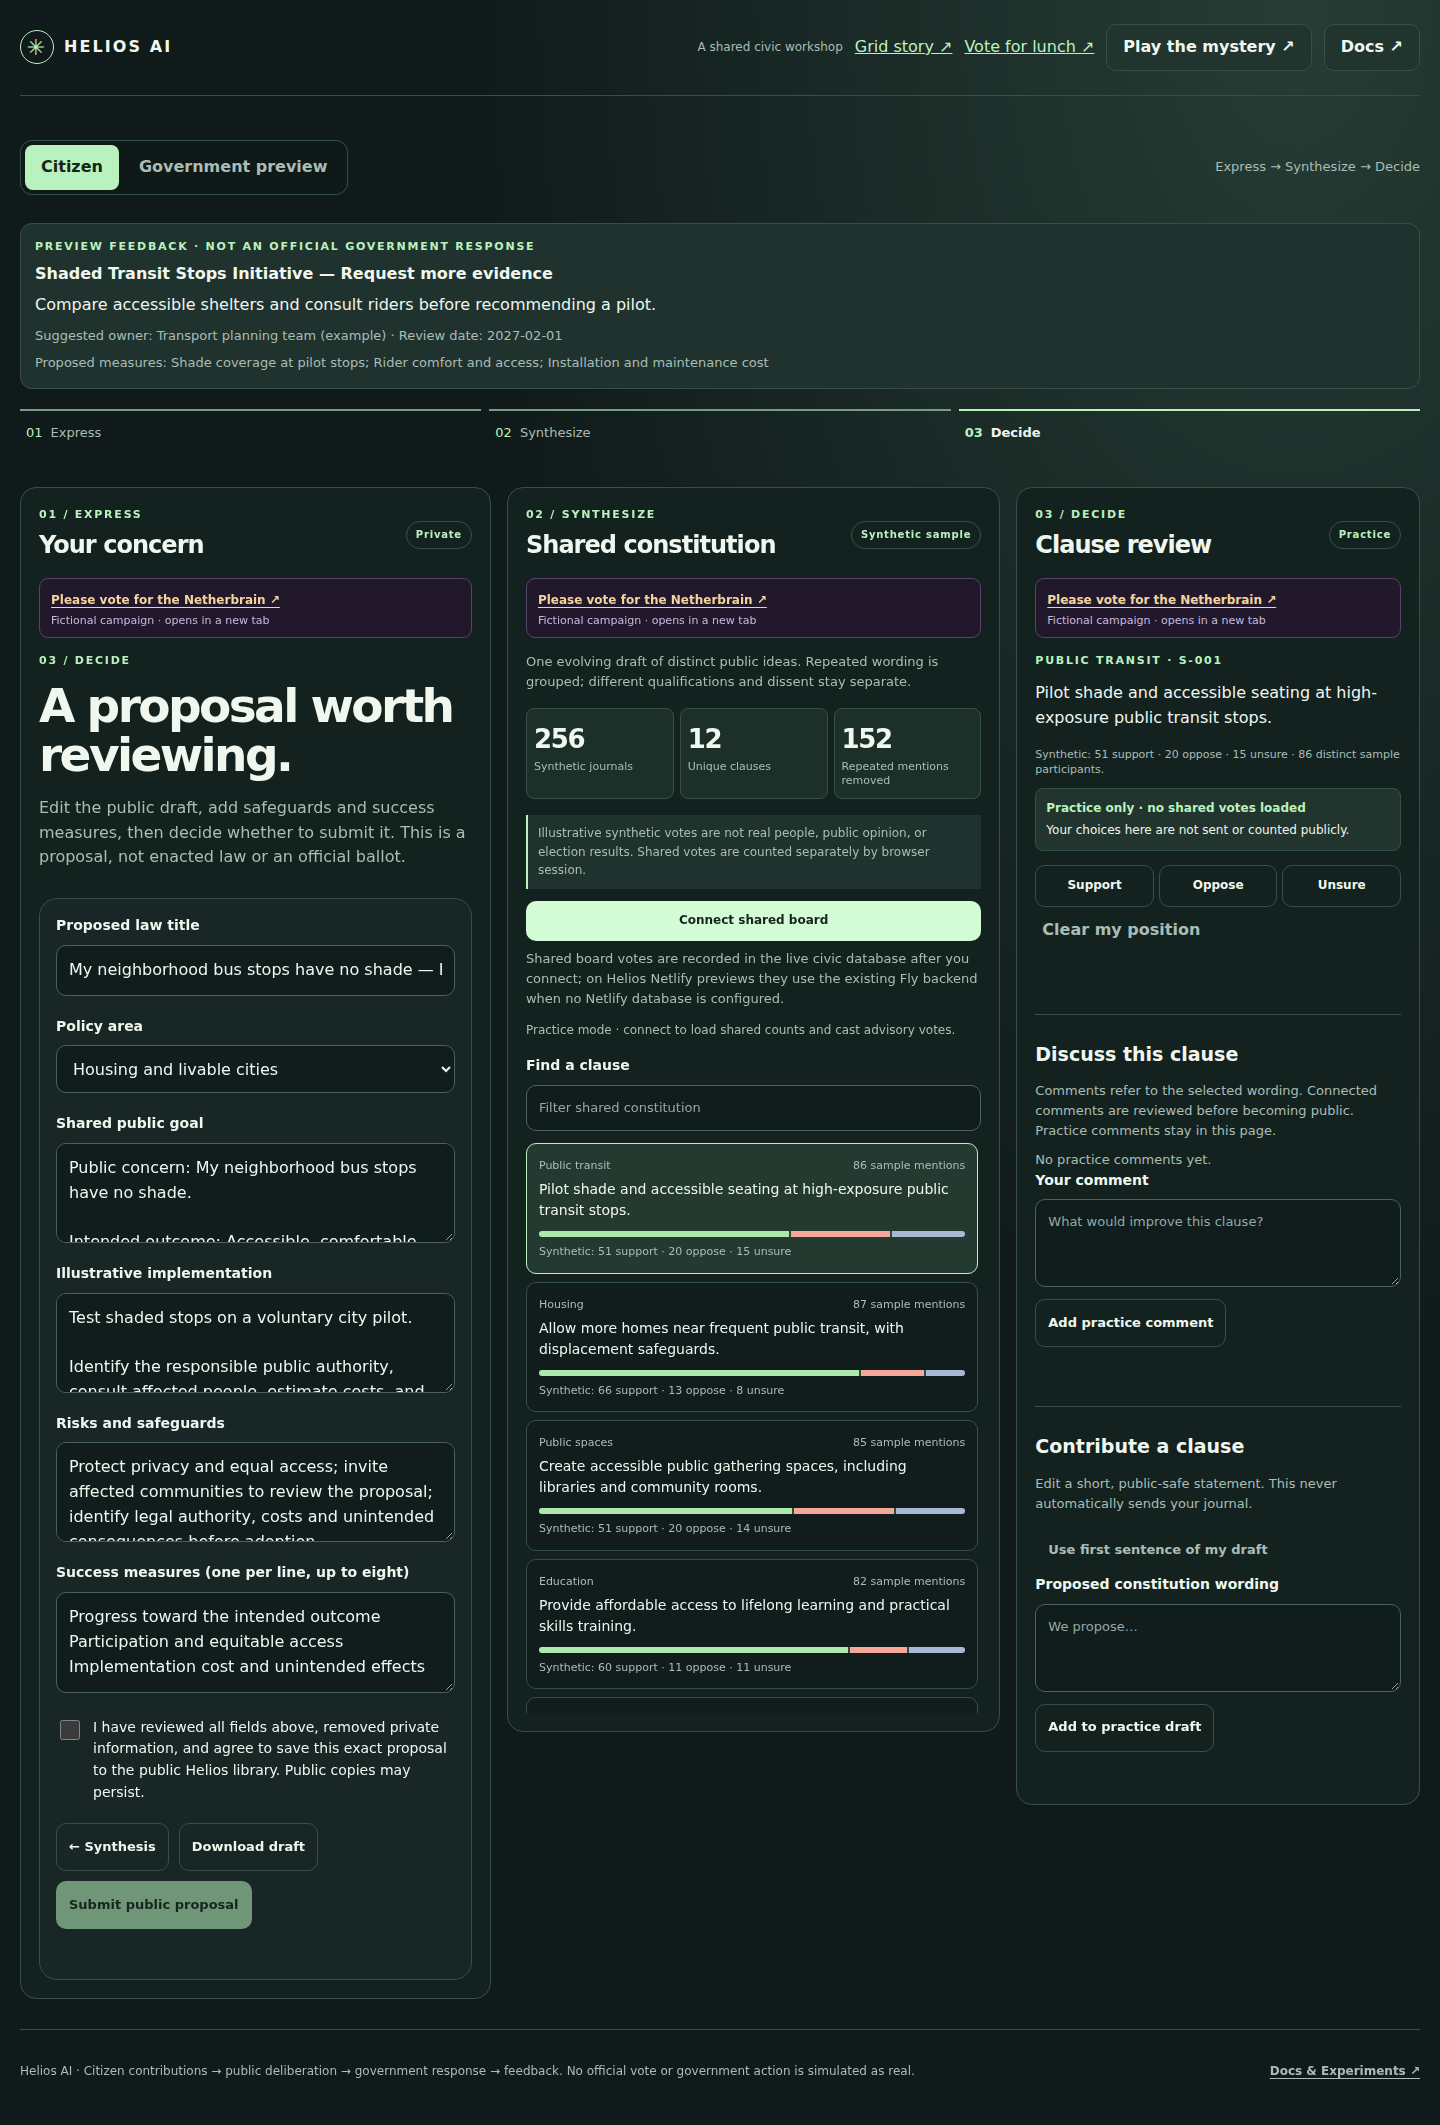 HELIOS AI
A shared civic workshop Grid story ↗ Vote for lunch ↗ Play the mystery ↗ Docs ↗
Citizen Government preview
Express → Synthesize → Decide
PREVIEW FEEDBACK · NOT AN OFFICIAL GOVERNMENT RESPONSE
Shaded Transit Stops Initiative — Request more evidence
Compare accessible shelters and consult riders before recommending a pilot.
Suggested owner: Transport planning team (example) · Review date: 2027-02-01
Proposed measures: Shade coverage at pilot stops; Rider comfort and access; Installation and maintenance cost
01 Express
02 Synthesize
03 Decide
01 / EXPRESS
Your concern
Private
Please vote for the Netherbrain ↗
Fictional campaign · opens in a new tab
03 / DECIDE
A proposal worth
reviewing.
Edit the public draft, add safeguards and success
measures, then decide whether to submit it. This is a
proposal, not enacted law or an official ballot.
Proposed law title
My neighborhood bus stops have no shade —
Policy area
Housing and livable cities
Shared public goal
Public concern: My neighborhood bus stops
have no shade.
Intended outcome: Accessible, comfortable
Illustrative implementation
Test shaded stops on a voluntary city pilot.
Identify the responsible public authority,
consult affected people, estimate costs, and
Risks and safeguards
Protect privacy and equal access; invite
affected communities to review the proposal;
identify legal authority, costs and unintended
consequences before adoption
Success measures (one per line, up to eight)
Progress toward the intended outcome
Participation and equitable access
Implementation cost and unintended effects
I have reviewed all fields above, removed private
information, and agree to save this exact proposal
to the public Helios library. Public copies may
persist.
← Synthesis Download draft
Submit public proposal
02 / SYNTHESIZE
Shared constitution
Synthetic sample
Please vote for the Netherbrain ↗
Fictional campaign · opens in a new tab
One evolving draft of distinct public ideas. Repeated wording is
grouped; different qualifications and dissent stay separate.
256
Synthetic journals
12
Unique clauses
152
Repeated mentions
removed
Illustrative synthetic votes are not real people, public opinion, or
election results. Shared votes are counted separately by browser
session.
Connect shared board
Shared board votes are recorded in the live civic database after you
connect; on Helios Netlify previews they use the existing Fly backend
when no Netlify database is configured.
Practice mode · connect to load shared counts and cast advisory votes.
Find a clause
Filter shared constitution
Public transit 86 sample mentions
Pilot shade and accessible seating at high-exposure public
transit stops.
Synthetic: 51 support · 20 oppose · 15 unsure
Housing 87 sample mentions
Allow more homes near frequent public transit, with
displacement safeguards.
Synthetic: 66 support · 13 oppose · 8 unsure
Public spaces 85 sample mentions
Create accessible public gathering spaces, including
libraries and community rooms.
Synthetic: 51 support · 20 oppose · 14 unsure
Education 82 sample mentions
Provide affordable access to lifelong learning and practical
skills training.
Synthetic: 60 support · 11 oppose · 11 unsure
03 / DECIDE
Clause review
Practice
Please vote for the Netherbrain ↗
Fictional campaign · opens in a new tab
PUBLIC TRANSIT · S-001
Pilot shade and accessible seating at high-
exposure public transit stops.
Synthetic: 51 support · 20 oppose · 15 unsure · 86 distinct sample
participants.
Practice only · no shared votes loaded
Your choices here are not sent or counted publicly.
Support Oppose Unsure
Clear my position
Discuss this clause
Comments refer to the selected wording. Connected
comments are reviewed before becoming public.
Practice comments stay in this page.
No practice comments yet.
Your comment
What would improve this clause?
Add practice comment
Contribute a clause
Edit a short, public-safe statement. This never
automatically sends your journal.
Use first sentence of my draft
Proposed constitution wording
We propose...
Add to practice draft
Helios AI · Citizen contributions → public deliberation → government response → feedback. No official vote or government action is simulated as real.
Docs & Experiments ↗